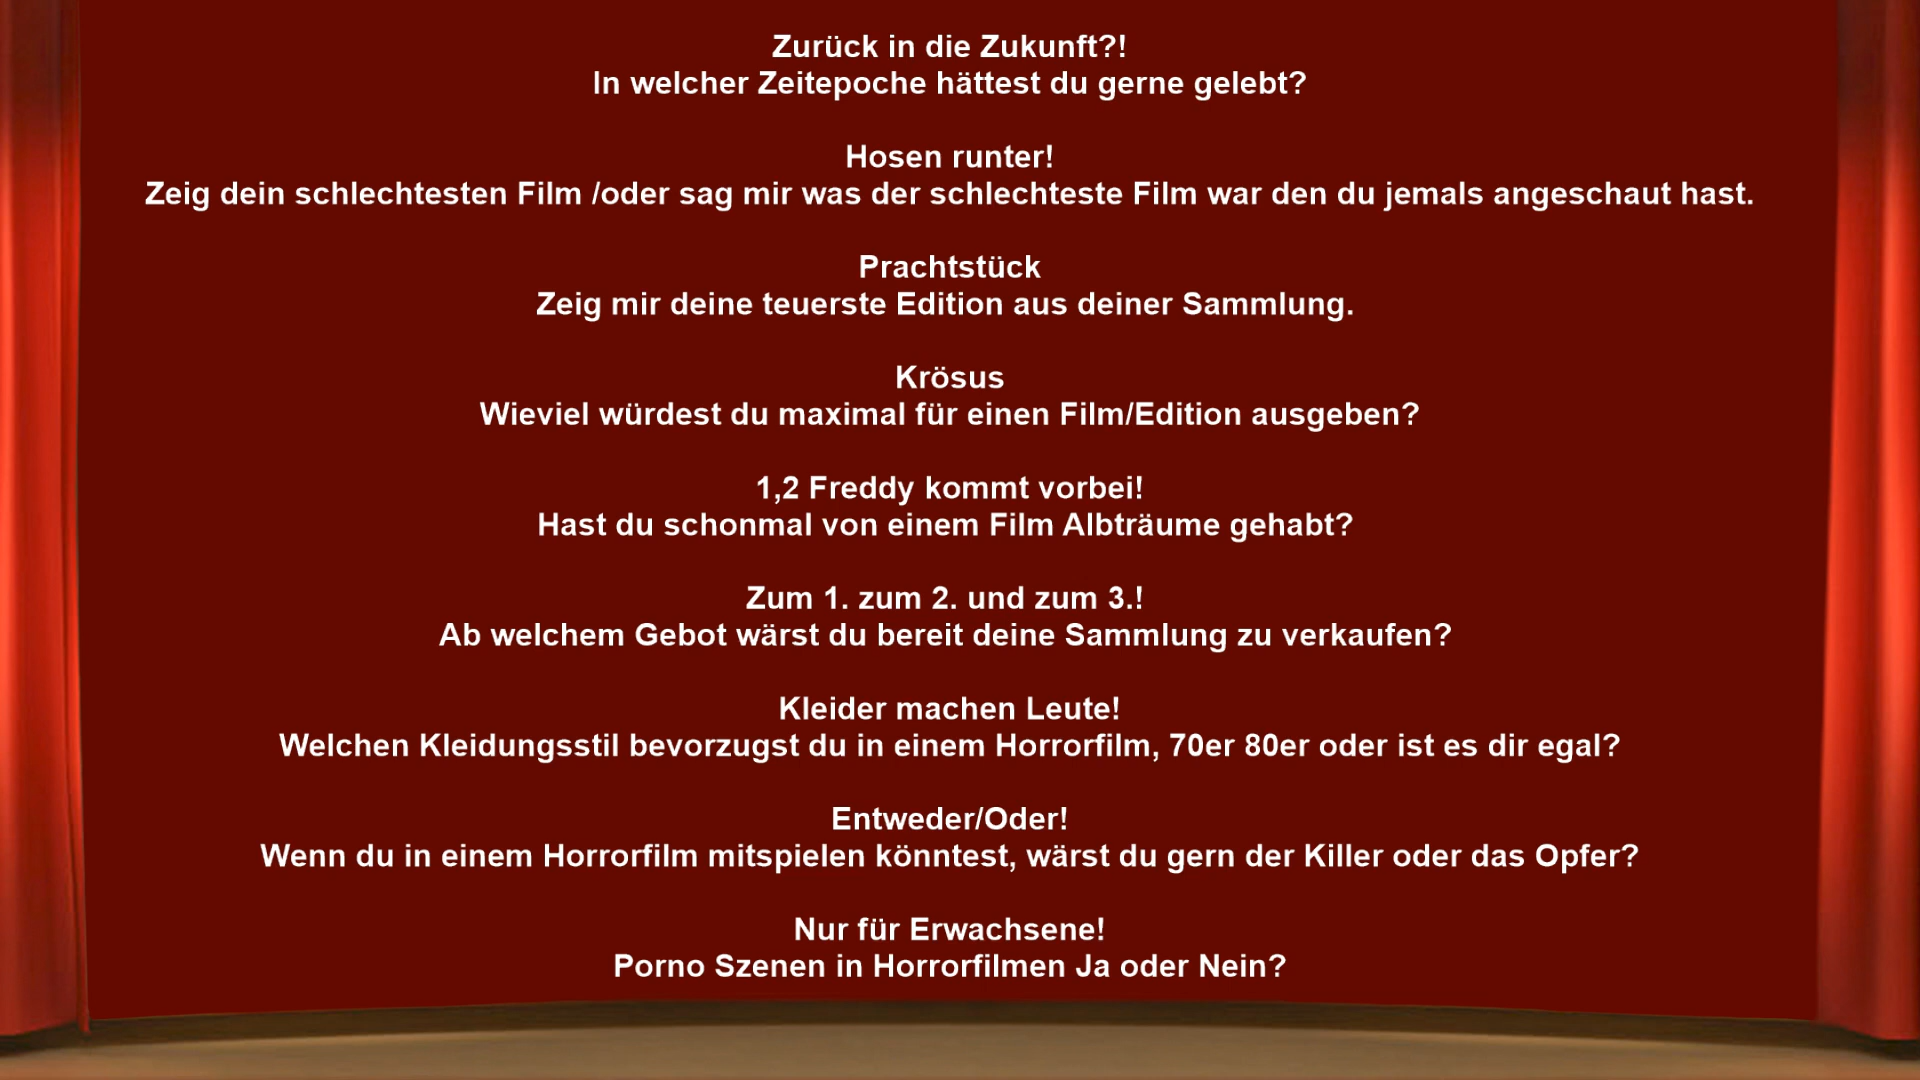 Zurück in die Zukunft?!
In welcher Zeitepoche hättest du gerne gelebt?
Hosen runter!
Zeig dein schlechtesten Film /oder sag mir was der schlechteste Film war den du jemals angeschaut hast.
Prachtstück
Zeig mir deine teuerste Edition aus deiner Sammlung.
Krösus
Wieviel würdest du maximal für einen Film/Edition ausgeben?
1,2 Freddy kommt vorbei!
Hast du schonmal von einem Film Albträume gehabt?
Zum 1. zum 2. und zum 3.!
Ab welchem Gebot wärst du bereit deine Sammlung zu verkaufen?
Kleider machen Leute!
Welchen Kleidungsstil bevorzugst du in einem Horrorfilm, 70er 80er oder ist es dir egal?
Entweder/Oder!
Wenn du in einem Horrorfilm mitspielen könntest, wärst du gern der Killer oder das Opfer?
Nur für Erwachsene!
Porno Szenen in Horrorfilmen Ja oder Nein?